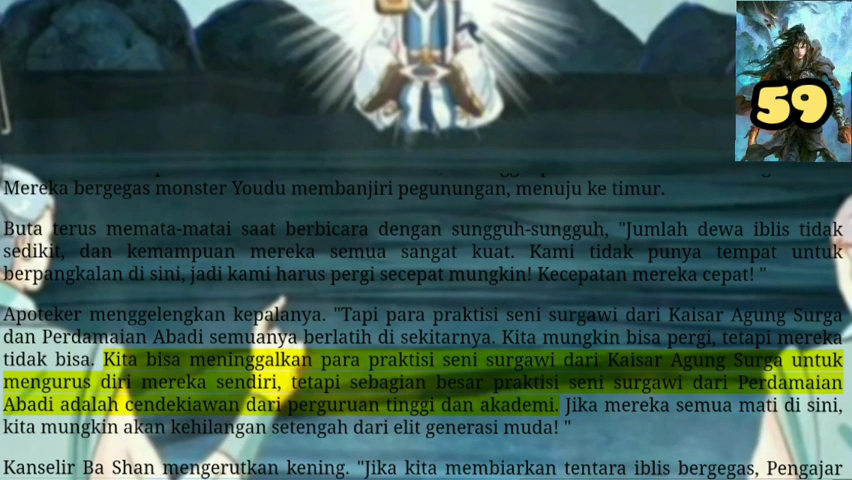 59
Mereka bergegas monster Youdu membanjiri pegunungan, menuju ke timur.
Buta terus memata-matai saat berbicara dengan sungguh-sungguh, "Jumlah dewa iblis tidak
sedikit, dan kemampuan mereka semua sangat kuat. Kami tidak punya tempat untuk
berpangkalan di sini, jadi kami harus pergi secepat mungkin! Kecepatan mereka cepat! "
Apoteker menggelengkan kepalanya. "Tapi para praktisi seni surgawi dari Kaisar Agung Surga
dan Perdamaian Abadi semuanya berlatih di sekitarnya. Kita mungkin bisa pergi, tetapi mereka
tidak bisa. Kita bisa meninggalkan para praktisi seni surgawi dari Kaisar Agung Surga untuk
mengurus diri mereka sendiri, tetapi sebagian besar praktisi seni surgawi dari Perdamaian
Abadi adalah cendekiawan dari perguruan tinggi dan akademi. Jika mereka semua mati di sini,
kita mungkin akan kehilangan setengah dari elit generasi muda! "
Kanselir Ba Shan mengerutkan kening. "Jika kita membiarkan tentara iblis bergegas, Pengajar